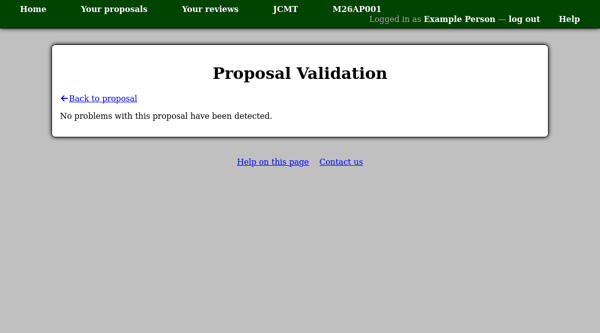 Home Your proposals Your reviews JCMT M26AP001
Logged in as Example Person — log out Help
Proposal Validation
←Back to proposal
No problems with this proposal have been detected.
Help on this page Contact us